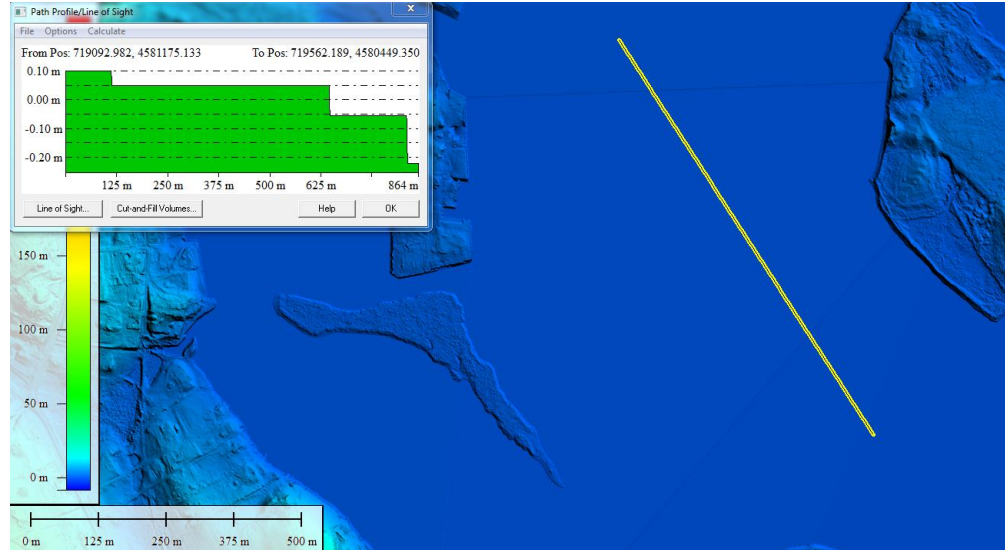 Path Profile/Line of Sight
x
File Options Calculate
From Pos: 719092.982, 4581175.133 To Pos: 719562.189, 4580449.350
0.10 m
0.00 m
-0.10 m
-0.20 m
125 m 250 m 375 m 500 m 625 m 864 m
Line of Sight... Cut-and-Fill Volumes... Help OK
150 m
100 m
50 m
0 m
0 m 125 m 250 m 375 m 500 m